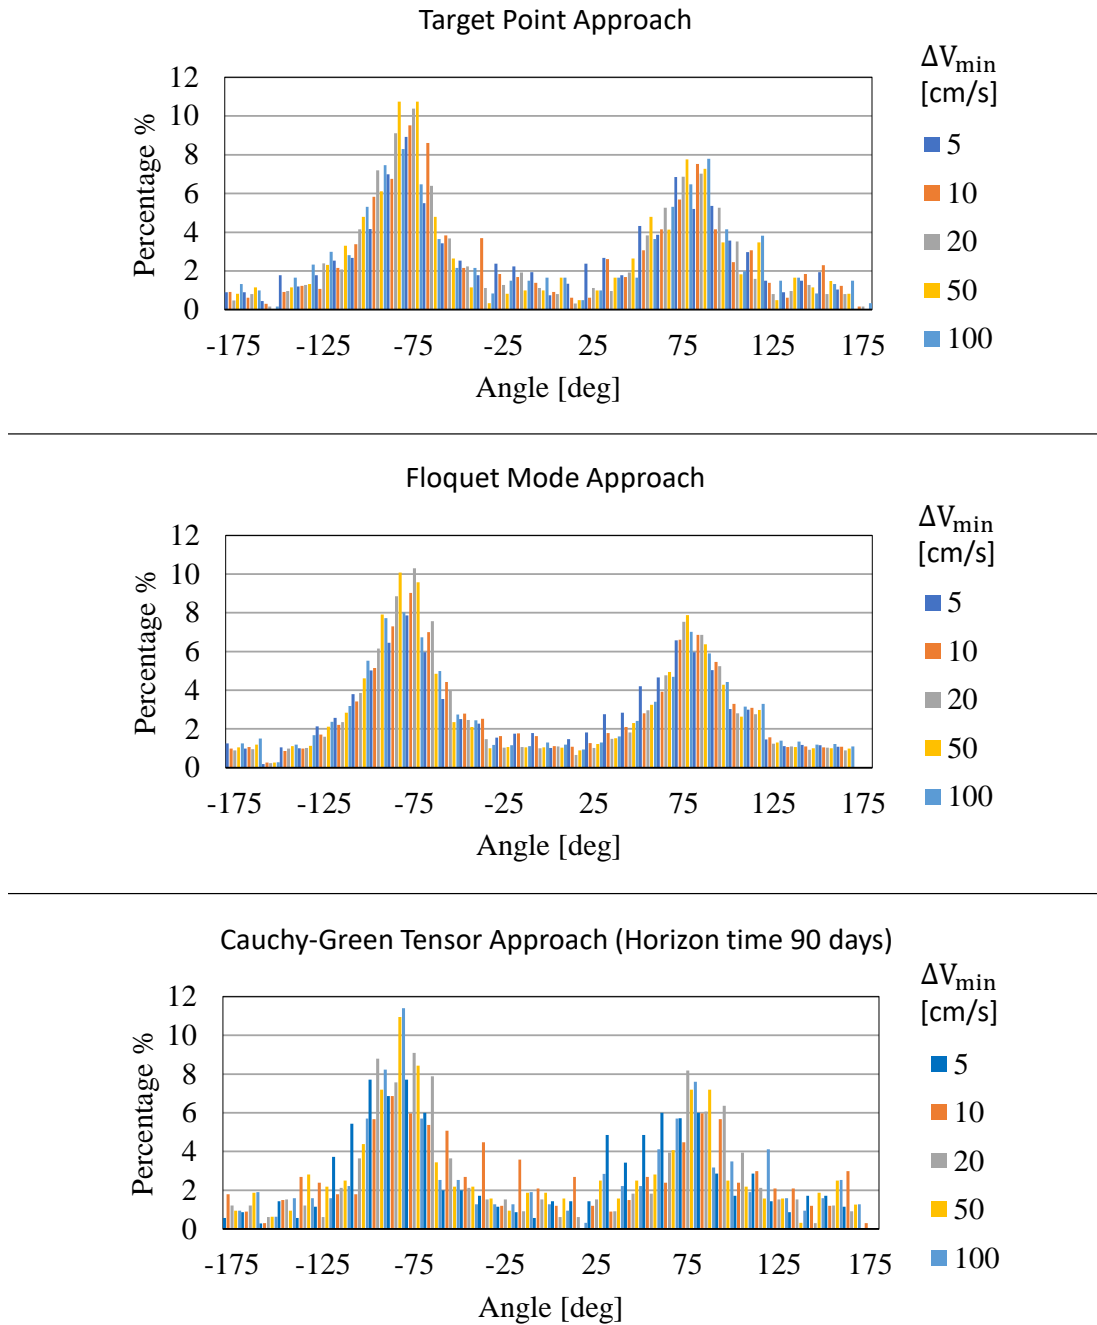 Target Point Approach
ΔVmin
[cm/s]
12
10
8
6
4
2
0
Percentage %
-175 -125 -75 -25 25 75 125 175
Angle [deg]
5
10
20
50
100
Floquet Mode Approach
ΔVmin
[cm/s]
12
10
8
6
4
2
0
Percentage %
-175 -125 -75 -25 25 75 125 175
Angle [deg]
5
10
20
50
100
Cauchy-Green Tensor Approach (Horizon time 90 days)
ΔVmin
[cm/s]
12
10
8
6
4
2
0
Percentage %
-175 -125 -75 -25 25 75 125 175
Angle [deg]
5
10
20
50
100